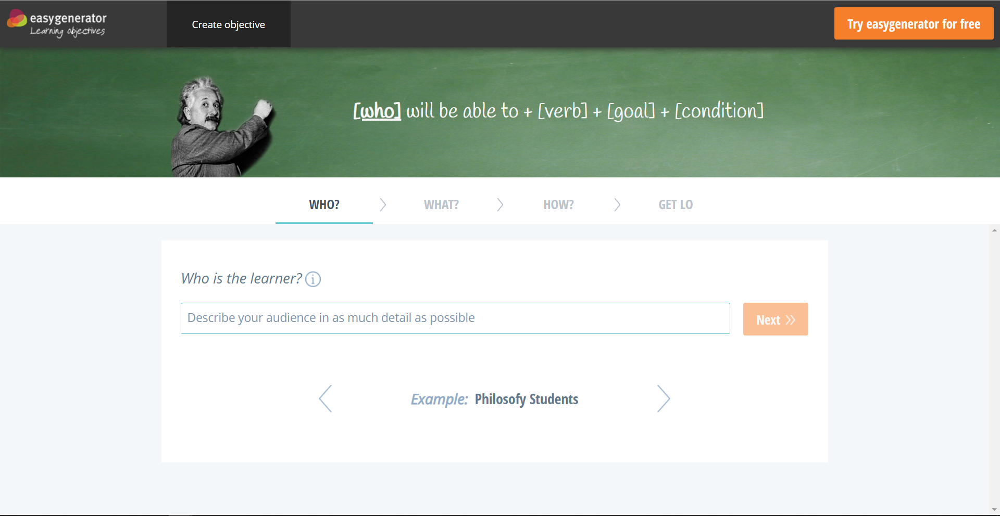 easygenerator
Learning objectives
Create objective
Try easygenerator for free
[who] will be able to + [verb] + [goal] + [condition]
WHO?
WHAT?
HOW?
GET LO
Who is the learner? i
Describe your audience in as much detail as possible
Next
Example: Philosofy Students